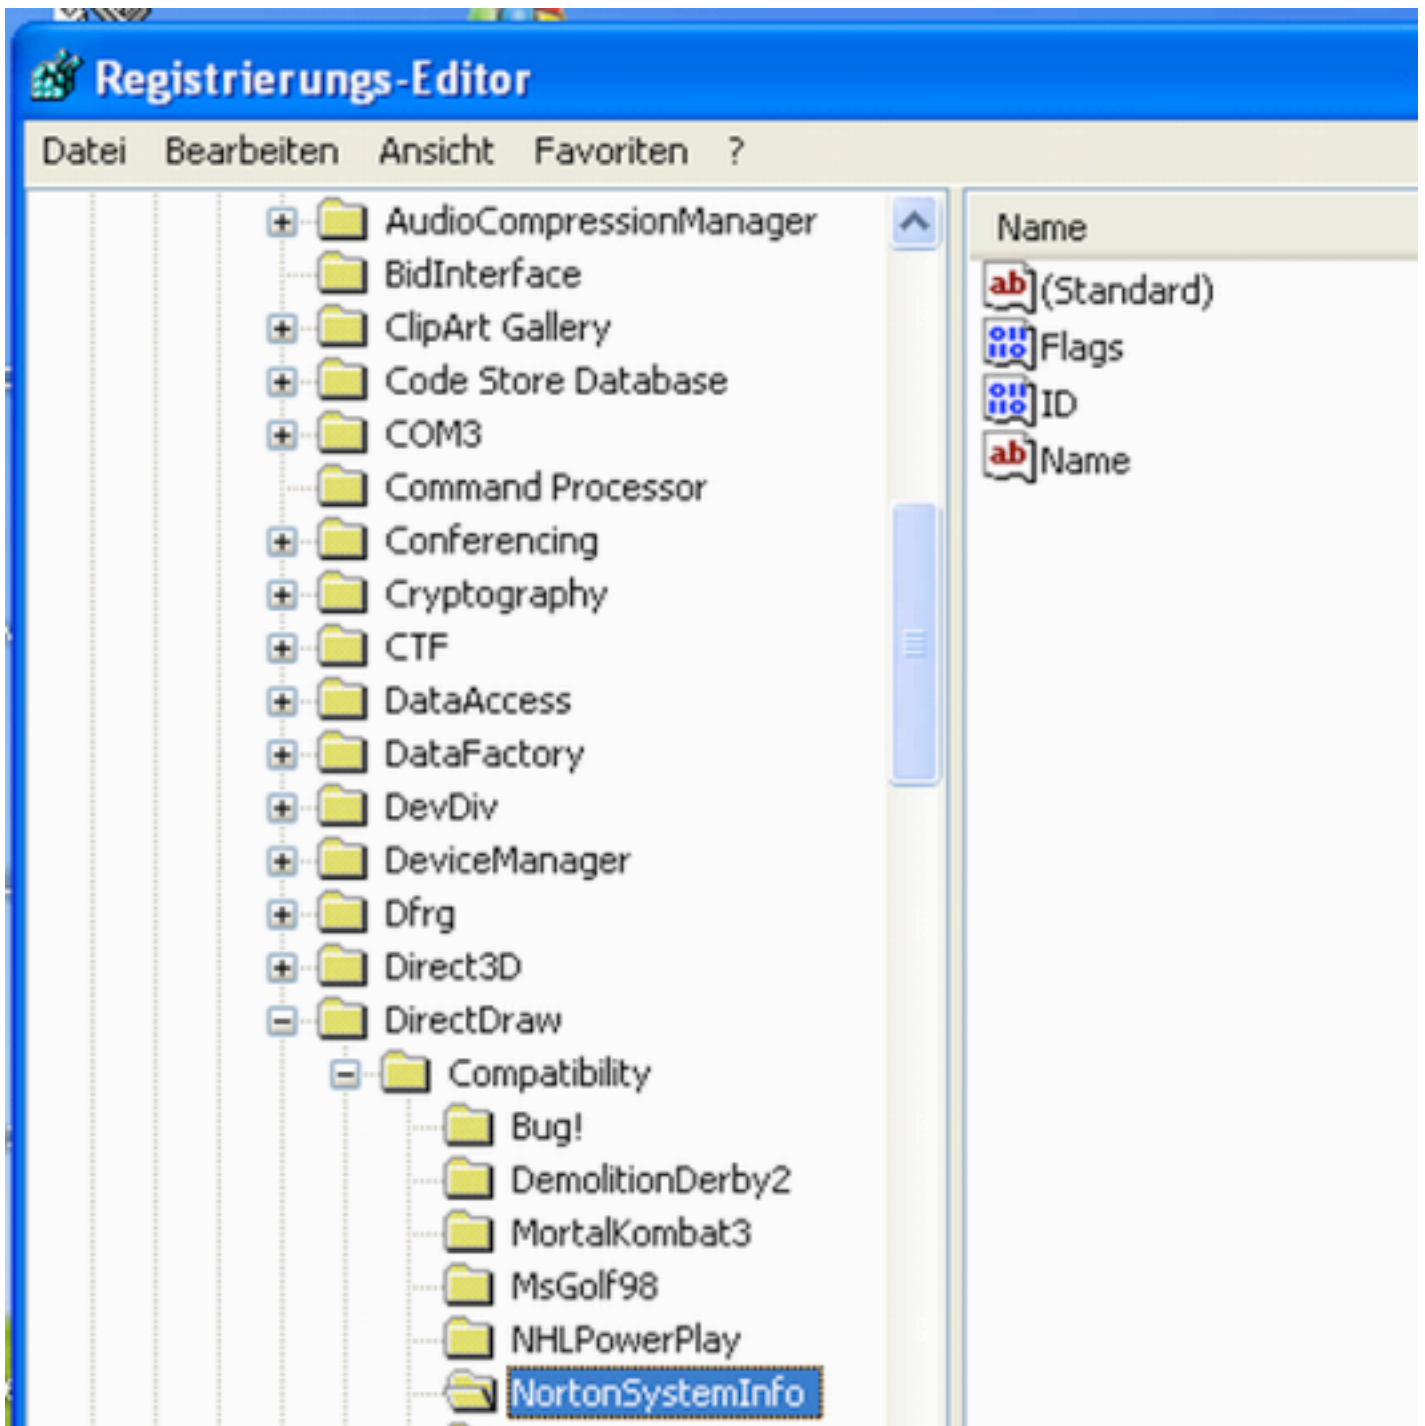 Registrierungs-Editor
Datei Bearbeiten Ansicht Favoriten ?
AudioCompressionManager
BidInterface
ClipArt Gallery
Code Store Database
COM3
Command Processor
Conferencing
Cryptography
CTF
DataAccess
DataFactory
DevDiv
DeviceManager
Dfrg
Direct3D
DirectDraw
Compatibility
Bug!
DemolitionDerby2
MortalKombat3
MsGolf98
NHLPowerPlay
NortonSystemInfo
Name
(Standard)
Flags
ID
Name